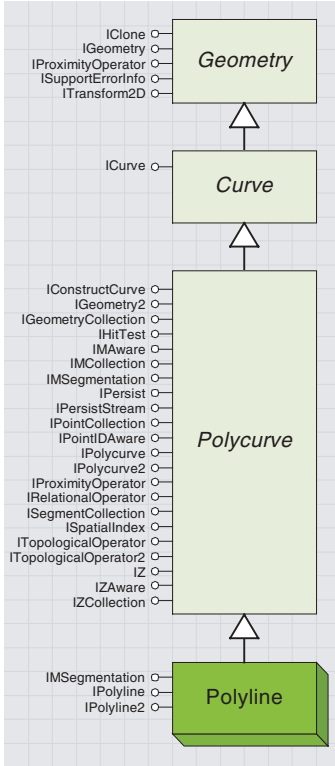 IClone
IGeometry
IProximityOperator
ISupportErrorInfo
ITransform2D
Geometry
ICurve
Curve
IConstructCurve
IGeometry2
IGeometryCollection
IHitTest
IMAware
IMCollection
IMSegmentation
IPersist
IPersistStream
IPointCollection
IPointIDAware
IPolycurve
IPolycurve2
IProximityOperator
IRelationalOperator
ISegmentCollection
ISpatialIndex
ITopologicalOperator
ITopologicalOperator2
IZ
IZAware
IZCollection
Polycurve
IMSegmentation
IPolyline
IPolyline2
Polyline